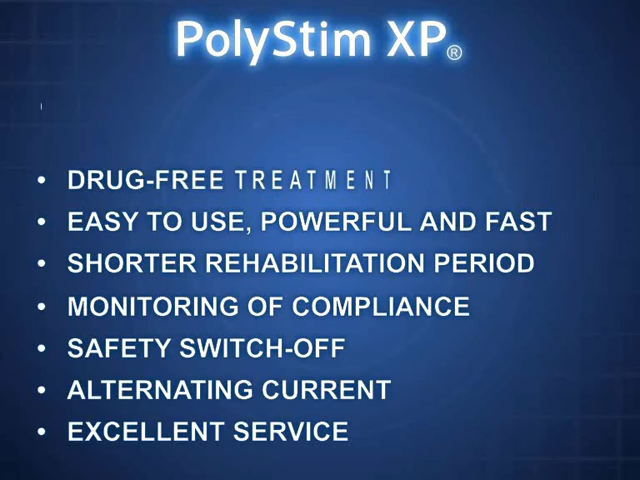 PolyStim XP®
• DRUG-FREE TREATMENT
• EASY TO USE, POWERFUL AND FAST
• SHORTER REHABILITATION PERIOD
• MONITORING OF COMPLIANCE
• SAFETY SWITCH-OFF
• ALTERNATING CURRENT
• EXCELLENT SERVICE